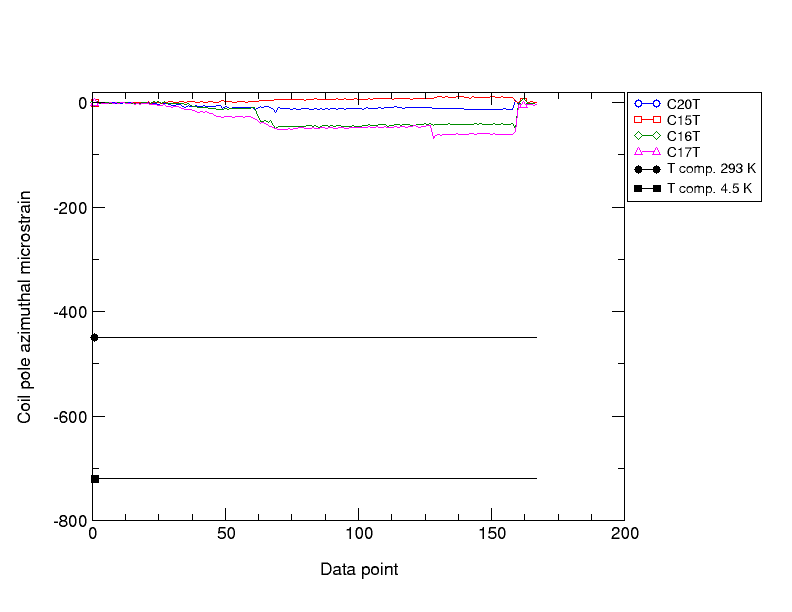 0
-200
-400
-600
-800
0
50
100
150
200
Coil pole azimuthal microstrain
Data point
C20T
C15T
C16T
C17T
T comp. 293 K
T comp. 4.5 K